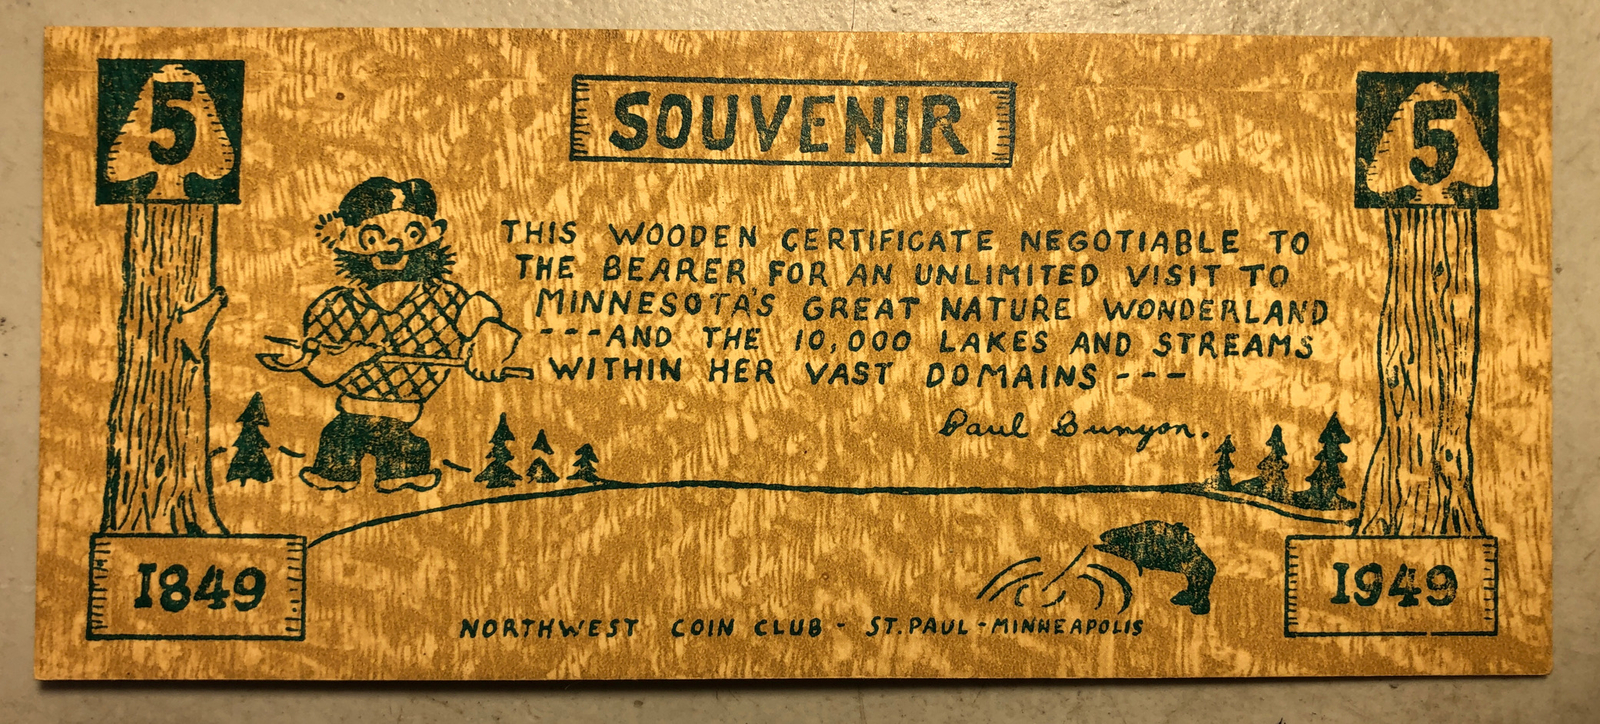 5
SOUVENIR
5
THIS WOODEN CERTIFICATE NEGOTIABLE TO
THE BEARER FOR AN UNLIMITED VISIT TO
MINNESOTA'S GREAT NATURE WONDERLAND
---AND THE 10,000 LAKES AND STREAMS
WITHIN HER VAST DOMAINS ---
Paul Bunyon.
1849
1949
NORTHWEST COIN CLUB - ST. PAUL - MINNEAPOLIS